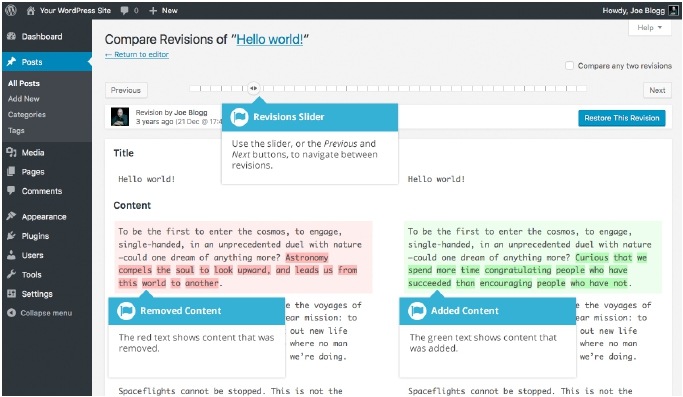 Your WordPress Site 0 + New Howdy, Joe Blogg
Help ▼
Dashboard
Posts
All Posts
Add New
Categories
Tags
Media
Pages
Comments
Appearance
Plugins
Users
Tools
Settings
Collapse menu
Compare Revisions of “Hello world!”
← Return to editor
Compare any two revisions
Previous
Next
Revision by Joe Blogg
3 years ago (21 Dec @ 17:4
Restore This Revision
Revisions Slider
Use the slider, or the Previous and
Next buttons, to navigate between
revisions.
Title
Hello world!
Hello world!
Content
To be the first to enter the cosmos, to engage,
single-handed, in an unprecedented duel with nature
—could one dream of anything more? Astronomy
compels the soul to look upward, and leads us from
this world to another.
To be the first to enter the cosmos, to engage,
single-handed, in an unprecedented duel with nature
—could one dream of anything more? Curious that we
spend more time congratulating people who have
succeeded than encouraging people who have not.
Removed Content
The red text shows content that was
removed.
e the voyages of
ear mission: to
out new life
where no man
we’re doing.
Added Content
The green text shows content that
was added.
e the voyages of
ear mission: to
out new life
where no man
we’re doing.
Spaceflights cannot be stopped. This is not the
Spaceflights cannot be stopped. This is not the